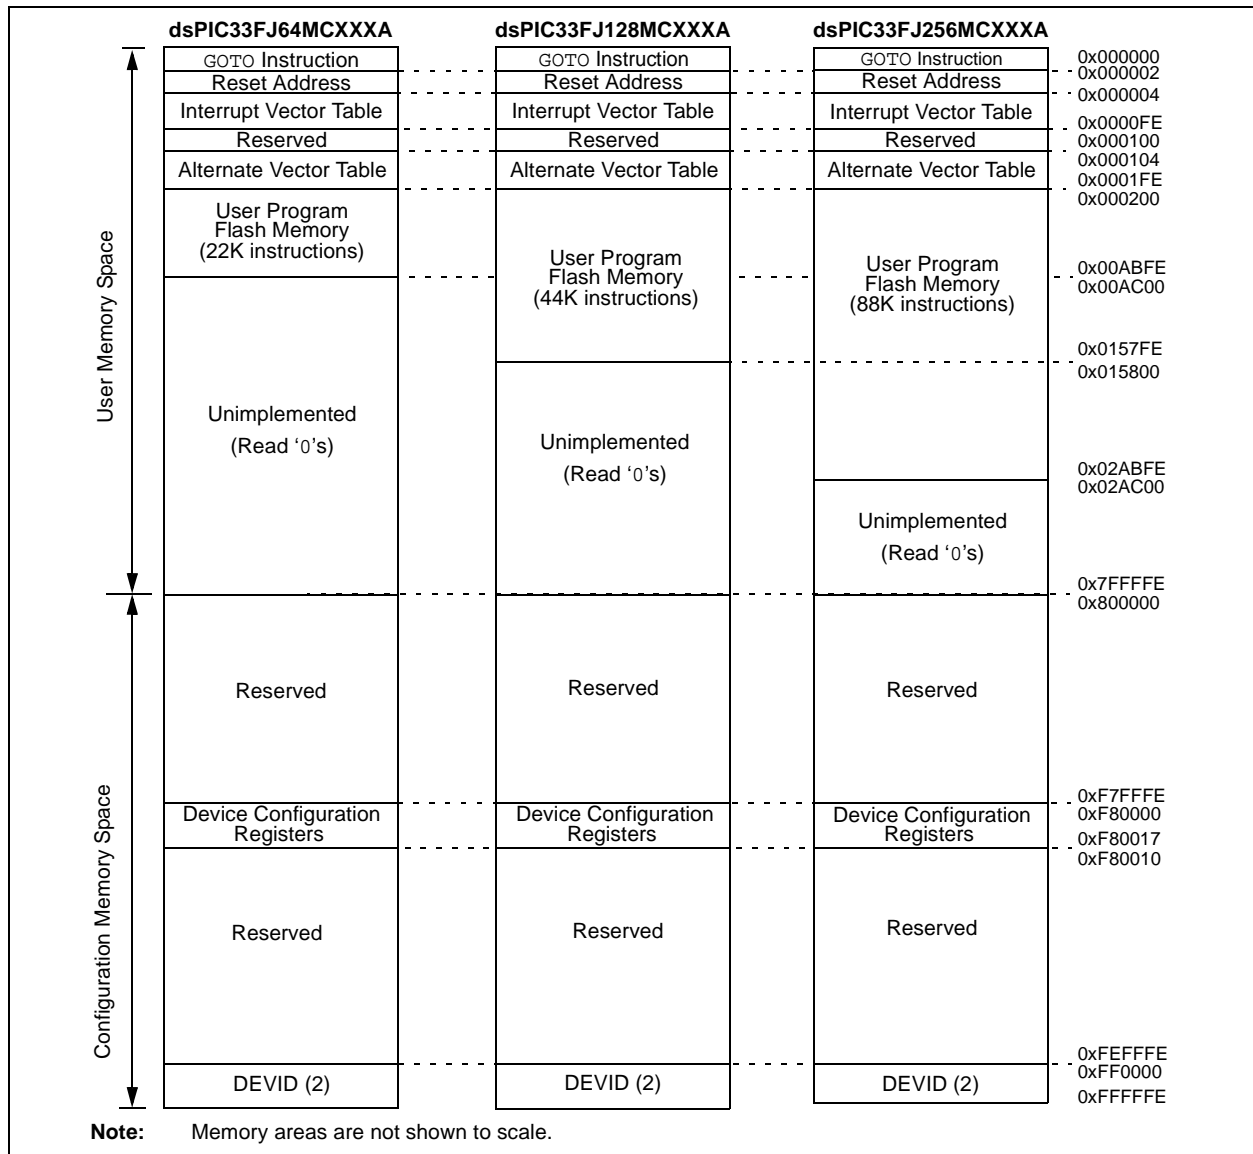 dsPIC33FJ64MCXXXA
GOTO Instruction
Reset Address
Interrupt Vector Table
Reserved
Alternate Vector Table
User Program
Flash Memory
(22K instructions)
Unimplemented
(Read ‘0’s)
Reserved
Device Configuration
Registers
Reserved
DEVID (2)
dsPIC33FJ128MCXXXA
GOTO Instruction
Reset Address
Interrupt Vector Table
Reserved
Alternate Vector Table
User Program
Flash Memory
(44K instructions)
Unimplemented
(Read ‘0’s)
Reserved
Device Configuration
Registers
Reserved
DEVID (2)
dsPIC33FJ256MCXXXA
GOTO Instruction
Reset Address
Interrupt Vector Table
Reserved
Alternate Vector Table
User Program
Flash Memory
(88K instructions)
Unimplemented
(Read ‘0’s)
Reserved
Device Configuration
Registers
Reserved
DEVID (2)
0x000000
0x000002
0x000004
0x0000FE
0x000100
0x000104
0x0001FE
0x000200
0x00ABFE
0x00AC00
0x0157FE
0x015800
0x02ABFE
0x02AC00
0x7FFFFE
0x800000
0xF7FFFE
0xF80000
0xF80017
0xF80010
0xFEFFFE
0xFF0000
0xFFFFFE
User Memory Space
Configuration Memory Space
Note: Memory areas are not shown to scale.